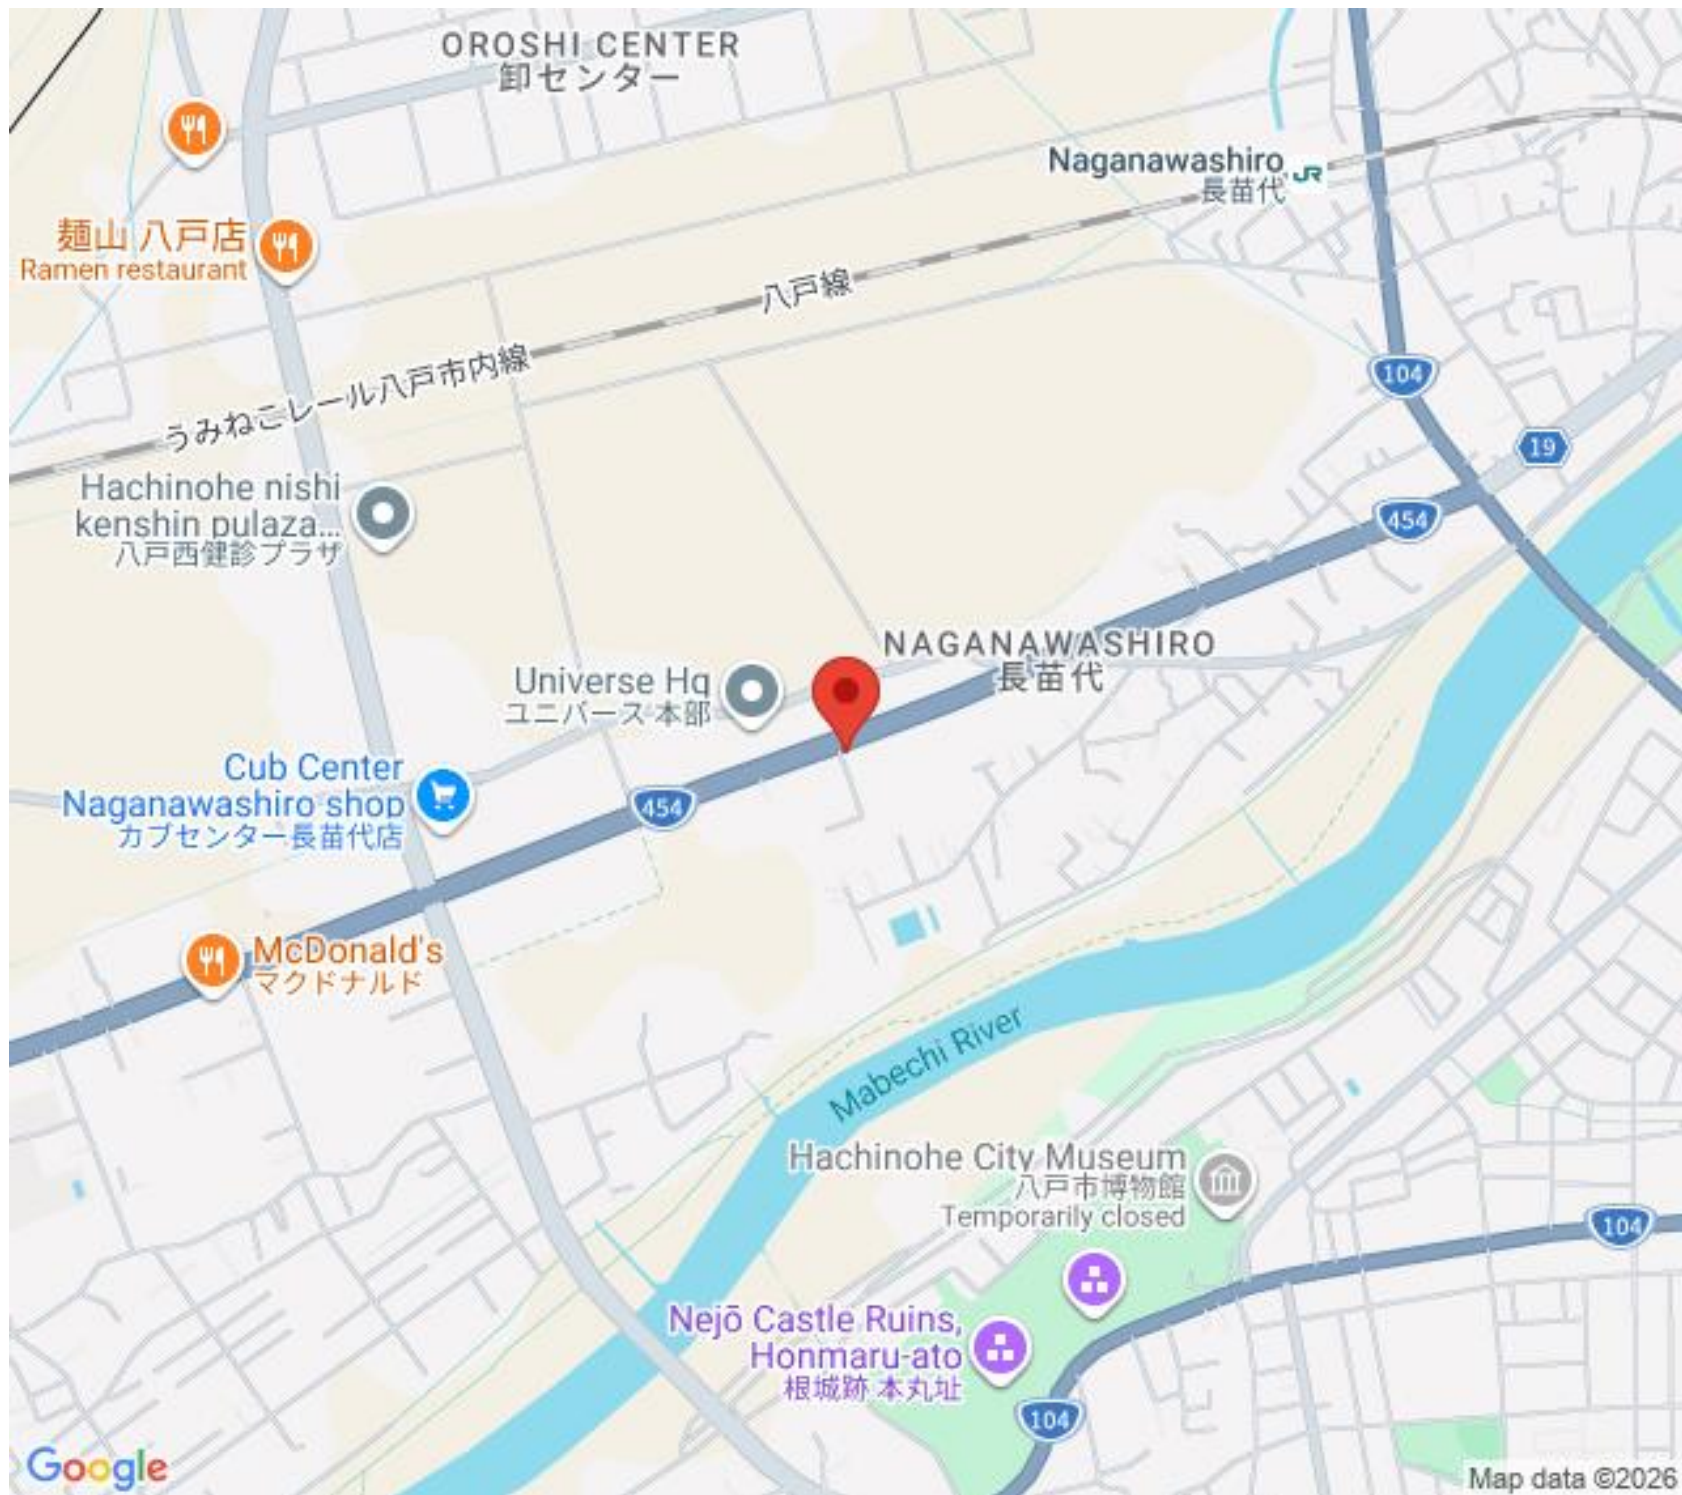 OROSHI CENTER
卸センター
Naganawashiro
長苗代
JR
麺山 八戸店
Ramen restaurant
八戸線
うみねこレール八戸市内線
104
19
Hachinohe nishi
kenshin pulaza...
八戸西健診プラザ
454
NAGANAWASHIRO
長苗代
Universe Hq
ユニバース 本部
Cub Center
Naganawashiro shop
カブセンター長苗代店
454
McDonald's
マクドナルド
Mabechi River
Hachinohe City Museum
八戸市博物館
Temporarily closed
104
Nejō Castle Ruins,
Honmaru-ato
根城跡 本丸址
104
Google
Map data ©2026